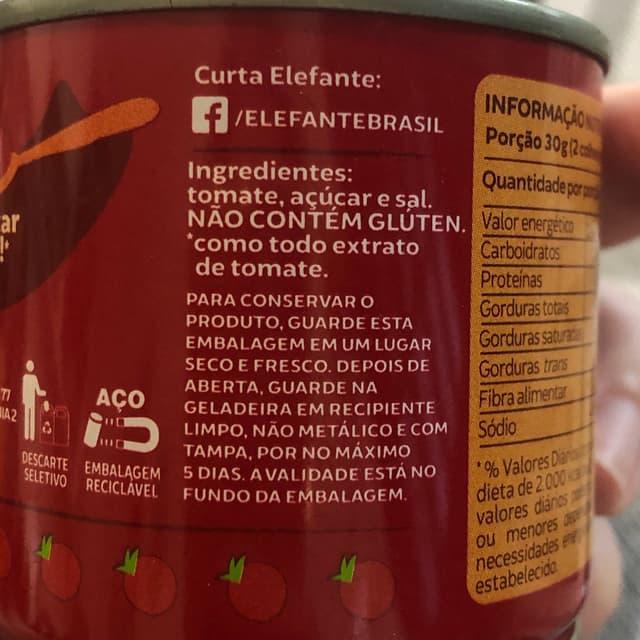 Curta Elefante:
/ELEFANTEBRASIL
Ingredientes:
tomate, açúcar e sal.
NÃO CONTÉM GLÚTEN.
*como todo extrato
de tomate.
PARA CONSERVAR O
PRODUTO, GUARDE ESTA
EMBALAGEM EM UM LUGAR
SECO E FRESCO. DEPOIS DE
ABERTA, GUARDE NA
GELADEIRA EM RECIPIENTE
LIMPO, NÃO METÁLICO E COM
TAMPA, POR NO MÁXIMO
5 DIAS. A VALIDADE ESTÁ NO
FUNDO DA EMBALAGEM.
DESCARTE
SELETIVO
AÇO
EMBALAGEM
RECICLÁVEL
INFORMAÇÃO
Porção 30g (2
Quantidade por
Valor energético
Carboidratos
Proteínas
Gorduras totais
Gorduras saturadas
Gorduras trans
Fibra alimentar
Sódio
* % Valores Diários
dieta de 2.000
valores diários
ou menores
necessidades
estabelecido.